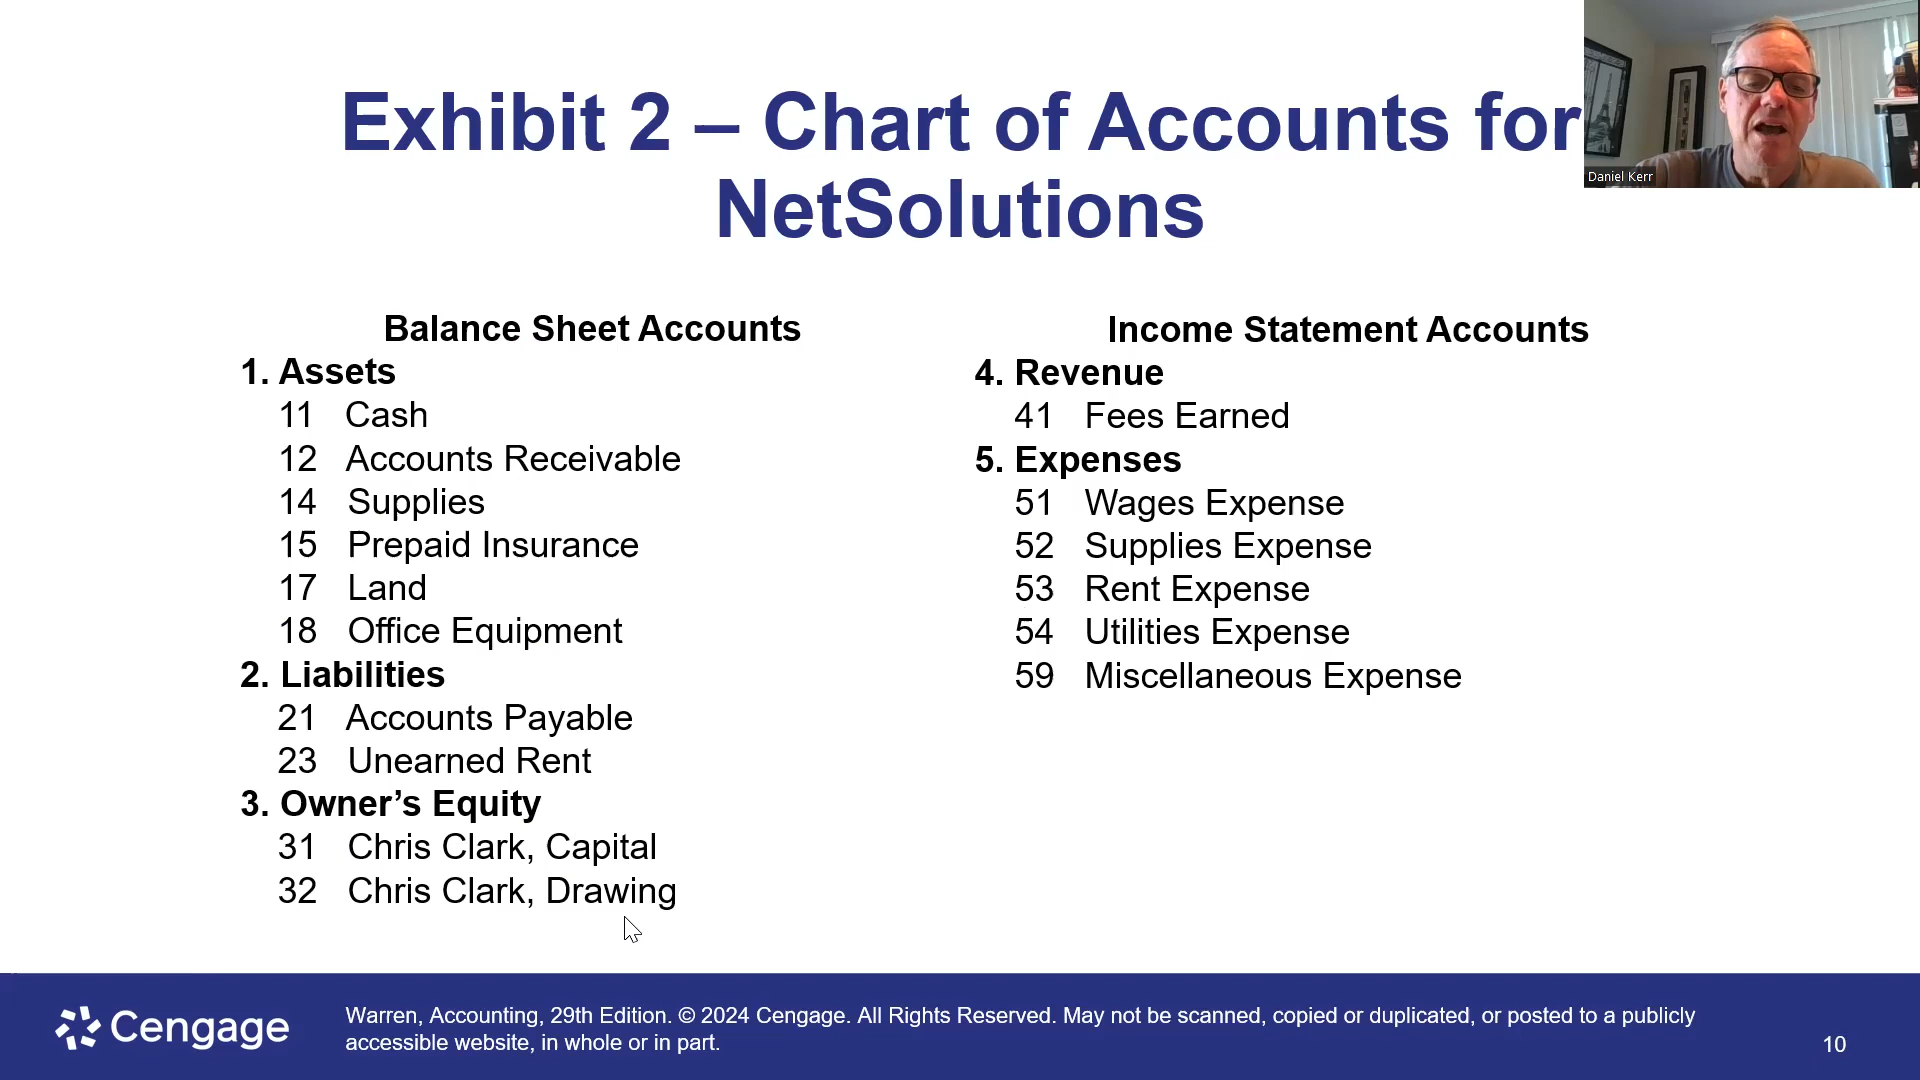 Exhibit 2 – Chart of Accounts for
NetSolutions
Daniel Kerr
Balance Sheet Accounts
1. Assets
11 Cash
12 Accounts Receivable
14 Supplies
15 Prepaid Insurance
17 Land
18 Office Equipment
2. Liabilities
21 Accounts Payable
23 Unearned Rent
3. Owner’s Equity
31 Chris Clark, Capital
32 Chris Clark, Drawing
Income Statement Accounts
4. Revenue
41 Fees Earned
5. Expenses
51 Wages Expense
52 Supplies Expense
53 Rent Expense
54 Utilities Expense
59 Miscellaneous Expense
Cengage
Warren, Accounting, 29th Edition. © 2024 Cengage. All Rights Reserved. May not be scanned, copied or duplicated, or posted to a publicly
accessible website, in whole or in part.
10